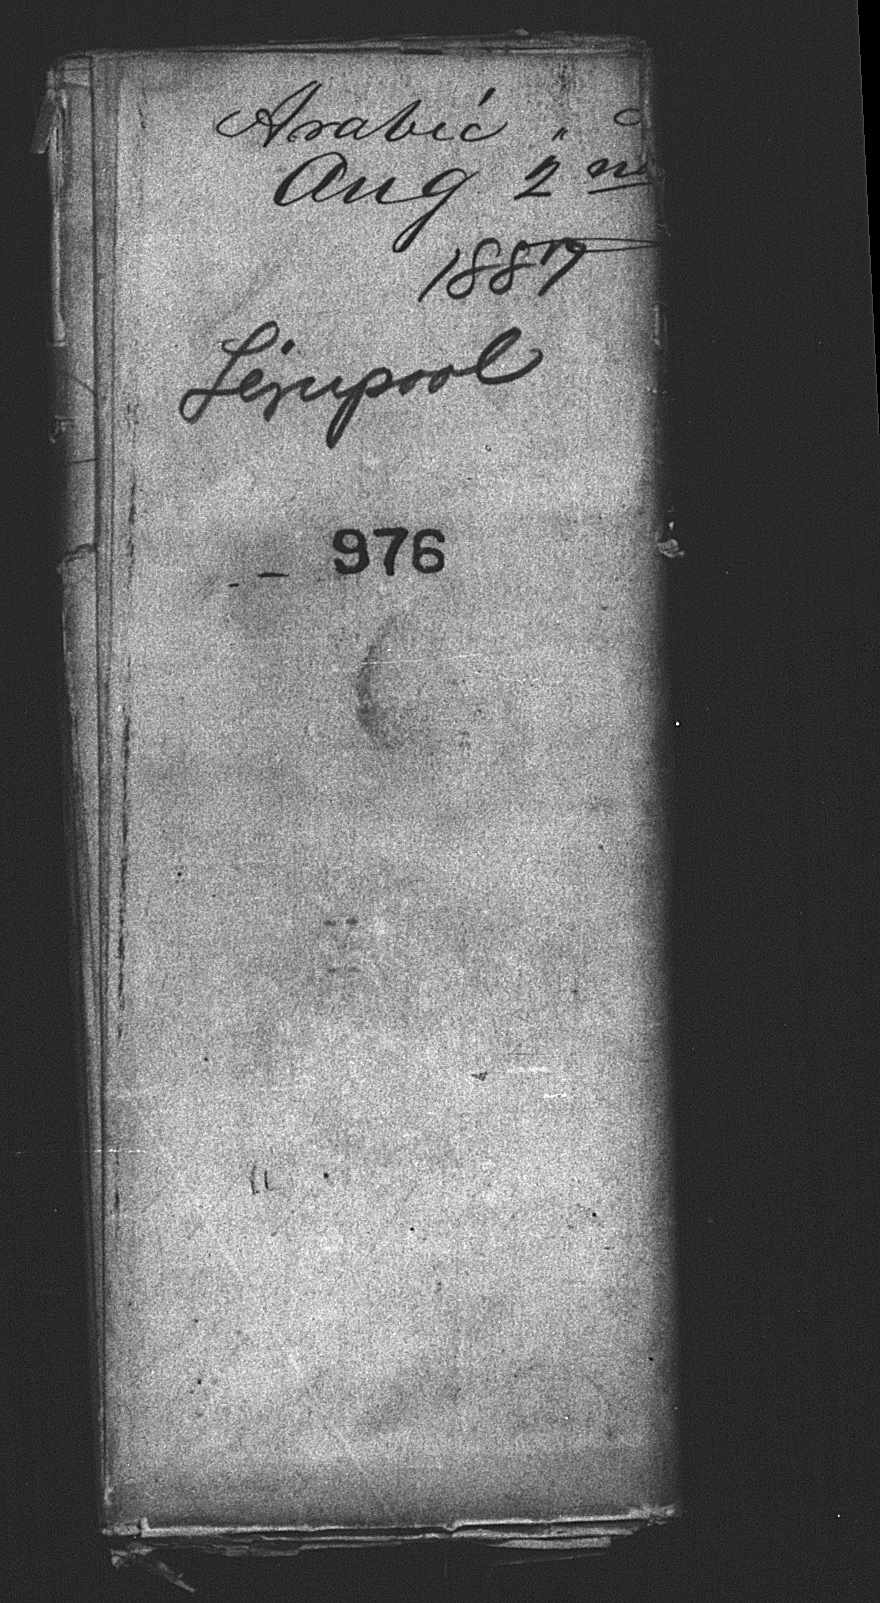 Arabic "
Aug 2nd
1887
Liverpool
976